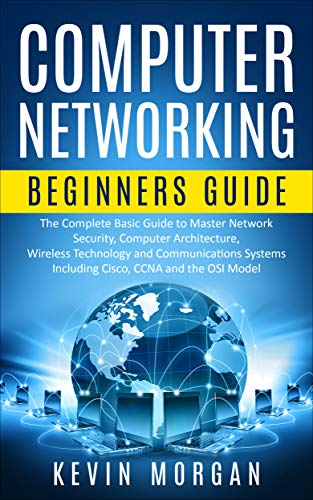 COMPUTER
NETWORKING
BEGINNERS GUIDE
The Complete Basic Guide to Master Network
Security, Computer Architecture,
Wireless Technology and Communications Systems
Including Cisco, CCNA and the OSI Model
KEVIN MORGAN